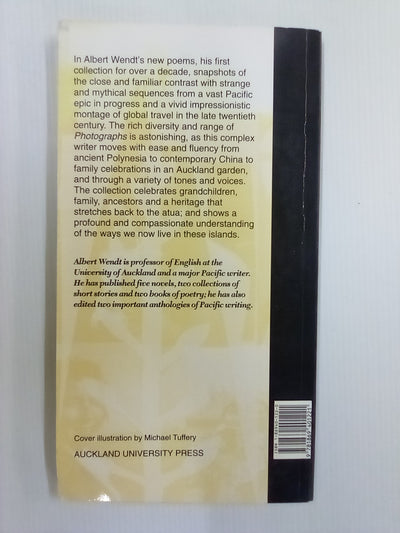 In Albert Wendt's new poems, his first
collection for over a decade, snapshots of
the close and familiar contrast with strange
and mythical sequences from a vast Pacific
epic in progress and a vivid impressionistic
montage of global travel in the late twentieth
century. The rich diversity and range of
Photographs is astonishing, as this complex
writer moves with ease and fluency from
ancient Polynesia to contemporary China to
family celebrations in an Auckland garden,
and through a variety of tones and voices.
The collection celebrates grandchildren,
family, ancestors and a heritage that
stretches back to the atua; and shows a
profound and compassionate understanding
of the ways we now live in these islands.
Albert Wendt is professor of English at the
University of Auckland and a major Pacific writer.
He has published five novels, two collections of
short stories and two books of poetry; he has also
edited two important anthologies of Pacific writing.
Cover illustration by Michael Tuffery
AUCKLAND UNIVERSITY PRESS